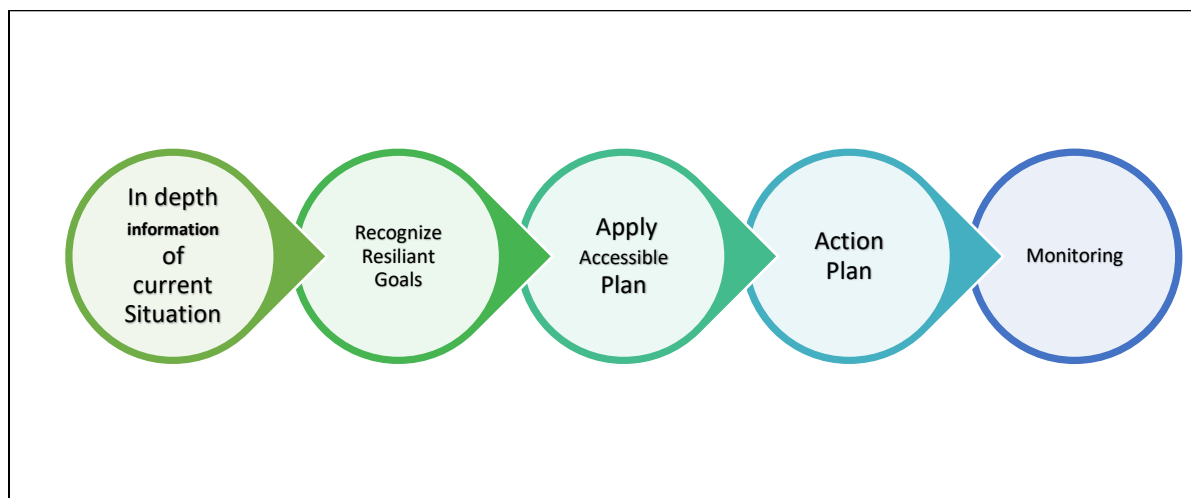 In depth
information
of
current
Situation
Recognize
Resiliant
Goals
Apply
Accessible
Plan
Action
Plan
Monitoring